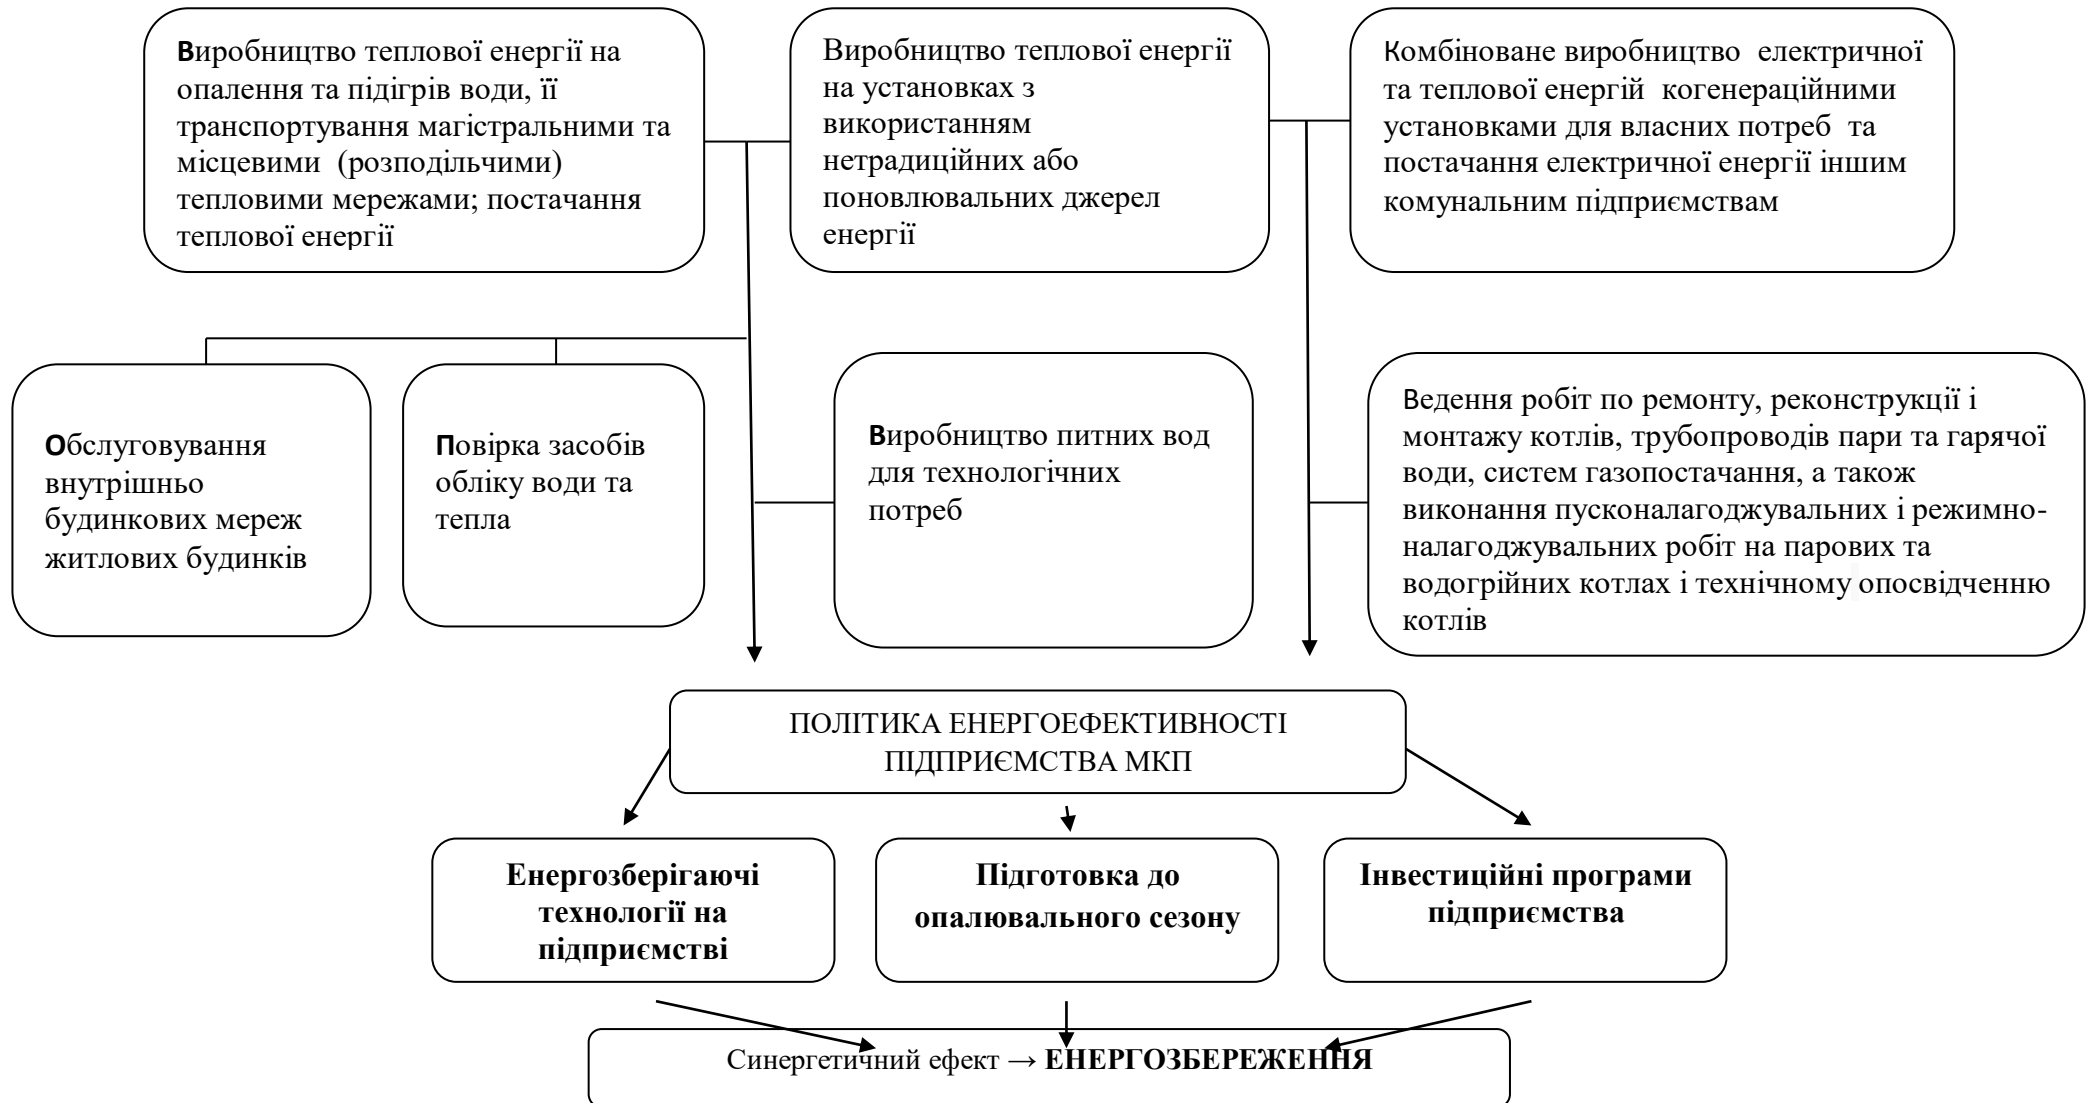 Виробництво теплової енергії на
опалення та підігрів води, її
транспортування магістральними та
місцевими (розподільчими)
тепловими мережами; постачання
теплової енергії
Виробництво теплової енергії
на установках з
використанням
нетрадиційних або
поновлювальних джерел
енергії
Комбіноване виробництво електричної
та теплової енергій когенераційними
установками для власних потреб та
постачання електричної енергії іншим
комунальним підприємствам
Обслуговування
внутрішньо
будинкових мереж
житлових будинків
Повірка засобів
обліку води та
тепла
Виробництво питних вод
для технологічних
потреб
Ведення робіт по ремонту, реконструкції і
монтажу котлів, трубопроводів пари та гарячої
води, систем газопостачання, а також
виконання пусконалагоджувальних і режимно-
налагоджувальних робіт на парових та
водогрійних котлах і технічному опосвідченню
котлів
ПОЛІТИКА ЕНЕРГОЕФЕКТИВНОСТІ
ПІДПРИЄМСТВА МКП
Енергозберігаючі
технології на
підприємстві
Підготовка до
опалювального сезону
Інвестиційні програми
підприємства
Синергетичний ефект → ЕНЕРГОЗБЕРЕЖЕННЯ